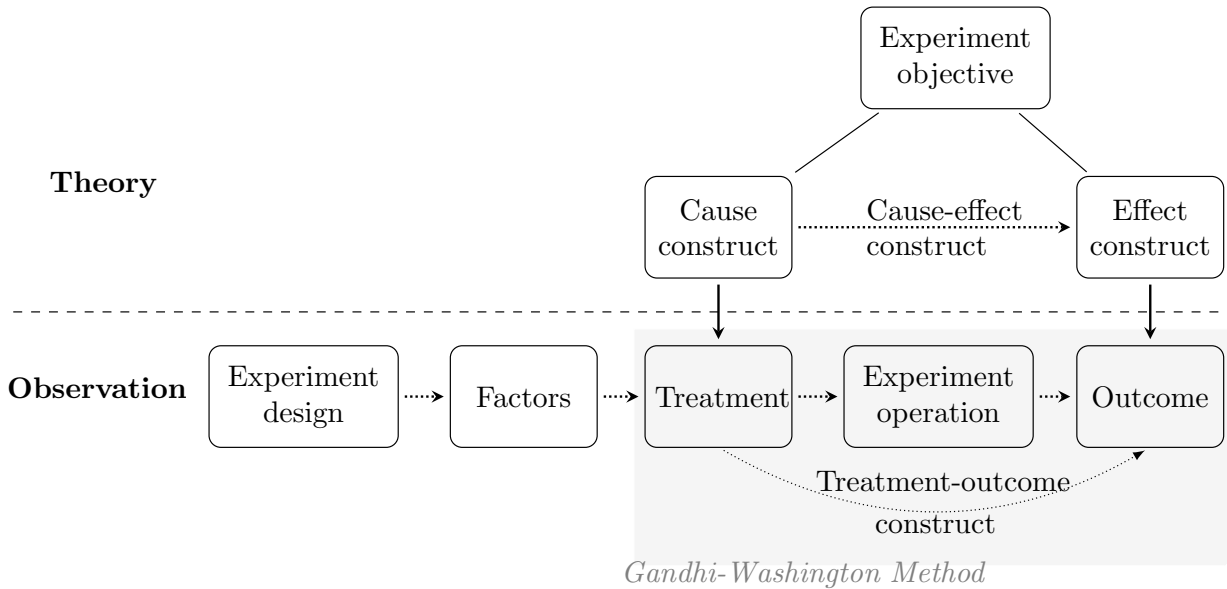 Experiment
objective
Theory
Cause
construct
Cause-effect
construct
Effect
construct
Observation
Experiment
design
Factors
Treatment
Experiment
operation
Outcome
Treatment-outcome
construct
Gandhi-Washington Method